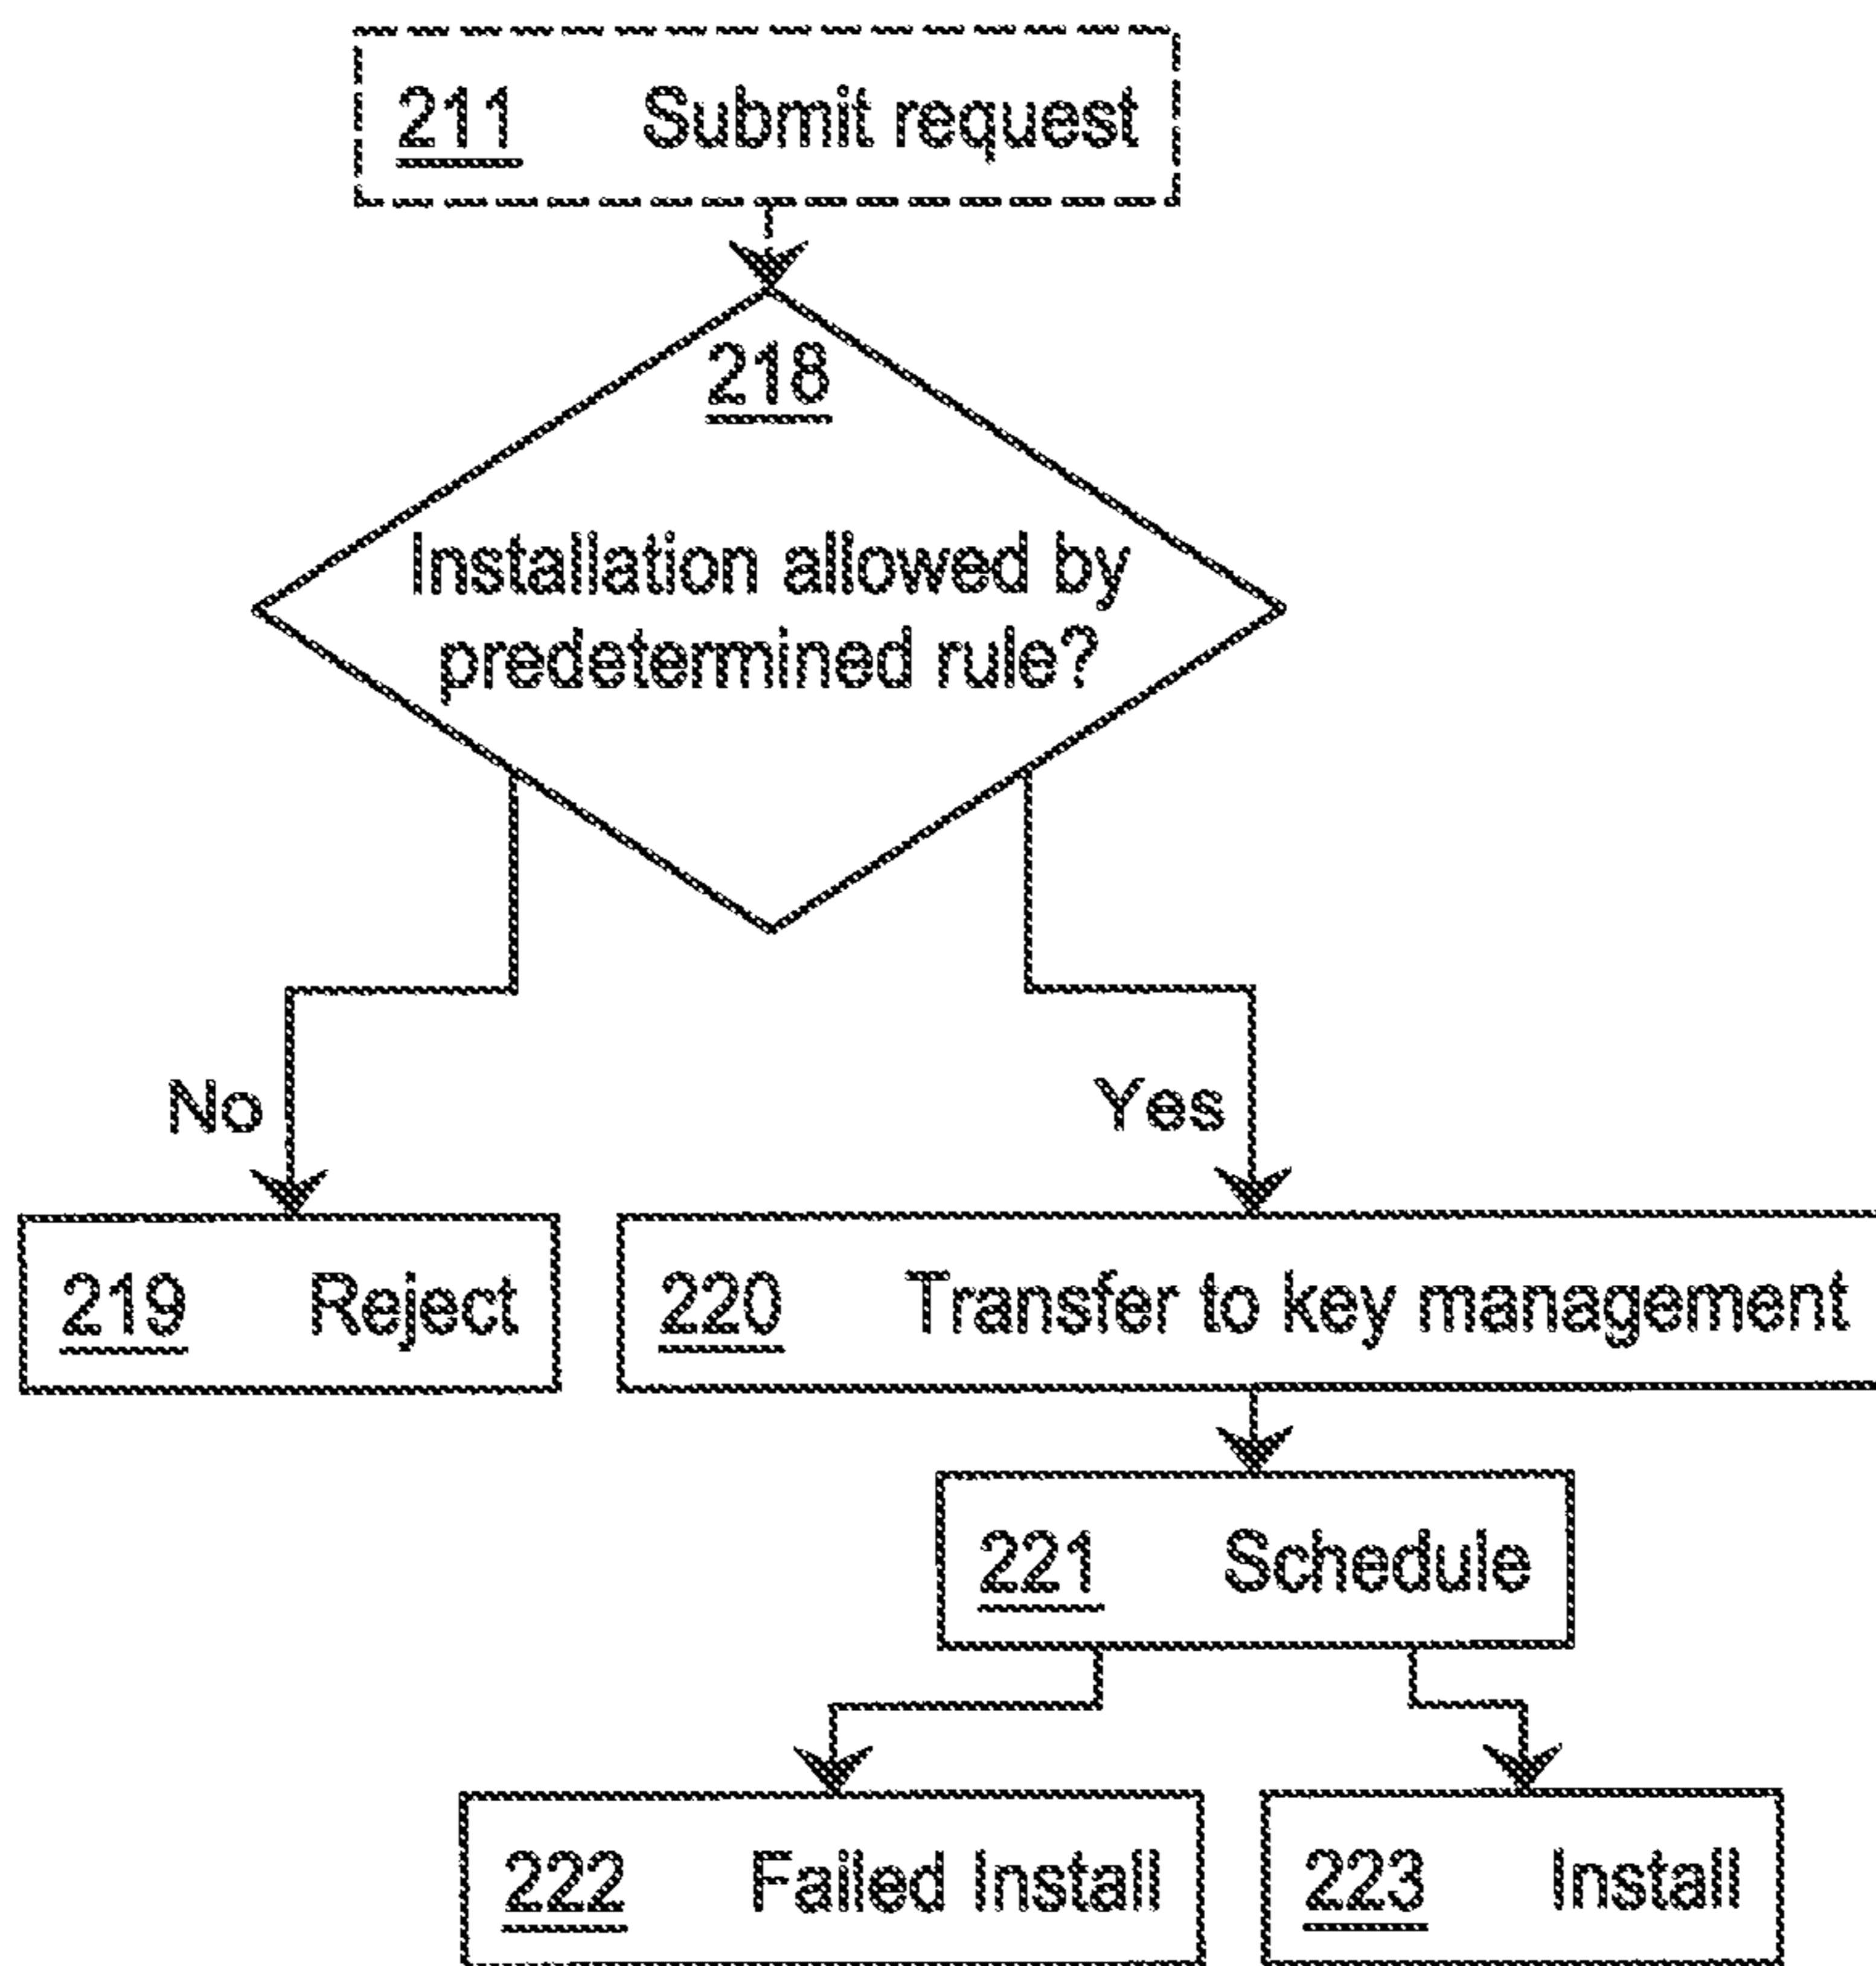 211 Submit request
218
Installation allowed by
predetermined rule?
No
Yes
219 Reject
220 Transfer to key management
221 Schedule
222 Failed Install
223 Install